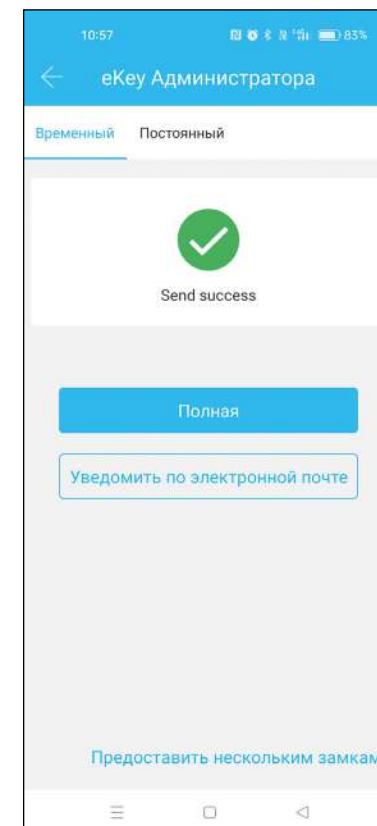 10:57
83%
eKey Администратора
Временный Постоянный
Send success
Полная
Уведомить по электронной почте
Предоставить нескольким замкам